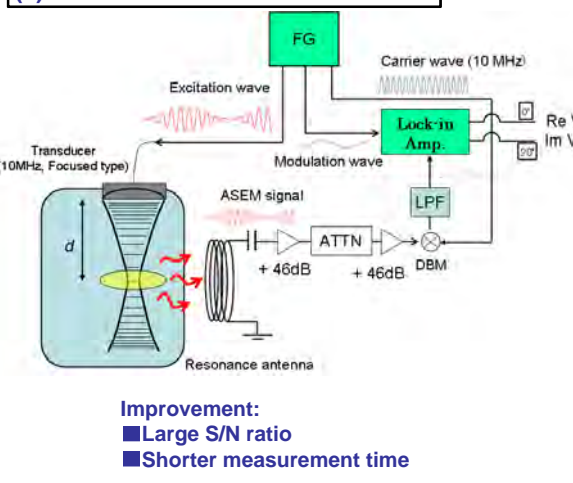 FG
Carrier wave (10 MHz)
Excitation wave
Lock-in
Amp.
0°
90°
Re
Im
Transducer
10MHz, Focused type)
Modulation wave
ASEM signal
LPF
d
ATTN
+ 46dB
+ 46dB
DBM
Resonance antenna
Improvement:
■Large S/N ratio
■Shorter measurement time